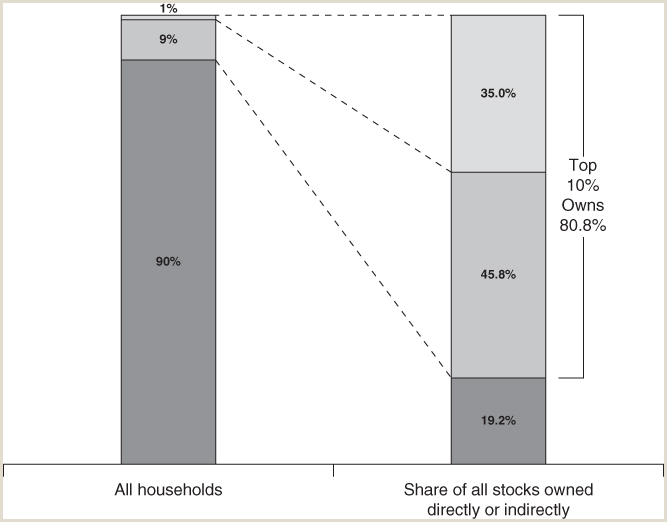 1%
9%
90%
35.0%
45.8%
19.2%
Top
10%
Owns
80.8%
All households
Share of all stocks owned
directly or indirectly